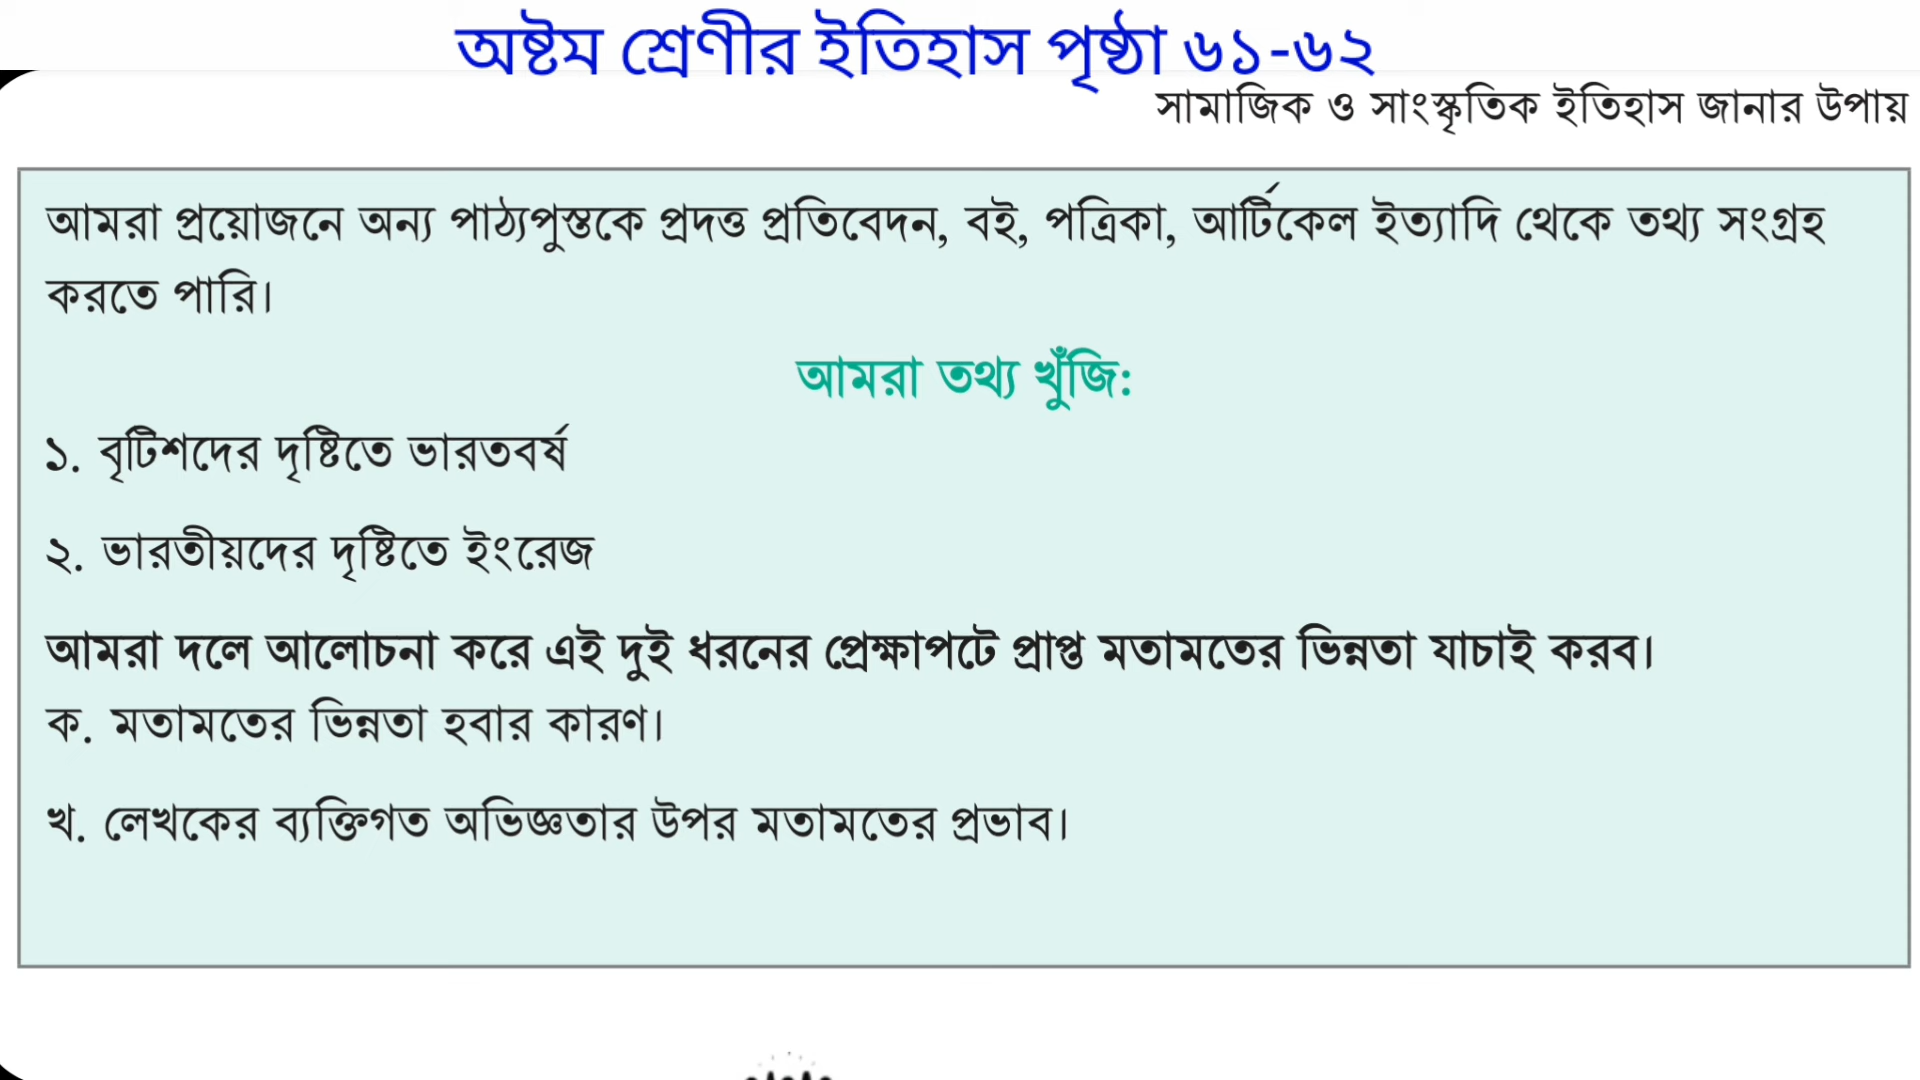 অষ্টম শ্রেণীর ইতিহাস পৃষ্ঠা ৬১-৬২
সামাজিক ও সাংস্কৃতিক ইতিহাস জানার উপায়
আমরা প্রয়োজনে অন্য পাঠ্যপুস্তকে প্রদত্ত প্রতিবেদন, বই, পত্রিকা, আর্টিকেল ইত্যাদি থেকে তথ্য সংগ্রহ
করতে পারি।
আমরা তথ্য খুঁজি:
১. বৃটিশদের দৃষ্টিতে ভারতবর্ষ
২. ভারতীয়দের দৃষ্টিতে ইংরেজ
আমরা দলে আলোচনা করে এই দুই ধরনের প্রেক্ষাপটে প্রাপ্ত মতামতের ভিন্নতা যাচাই করব।
ক. মতামতের ভিন্নতা হবার কারণ।
খ. লেখকের ব্যক্তিগত অভিজ্ঞতার উপর মতামতের প্রভাব।